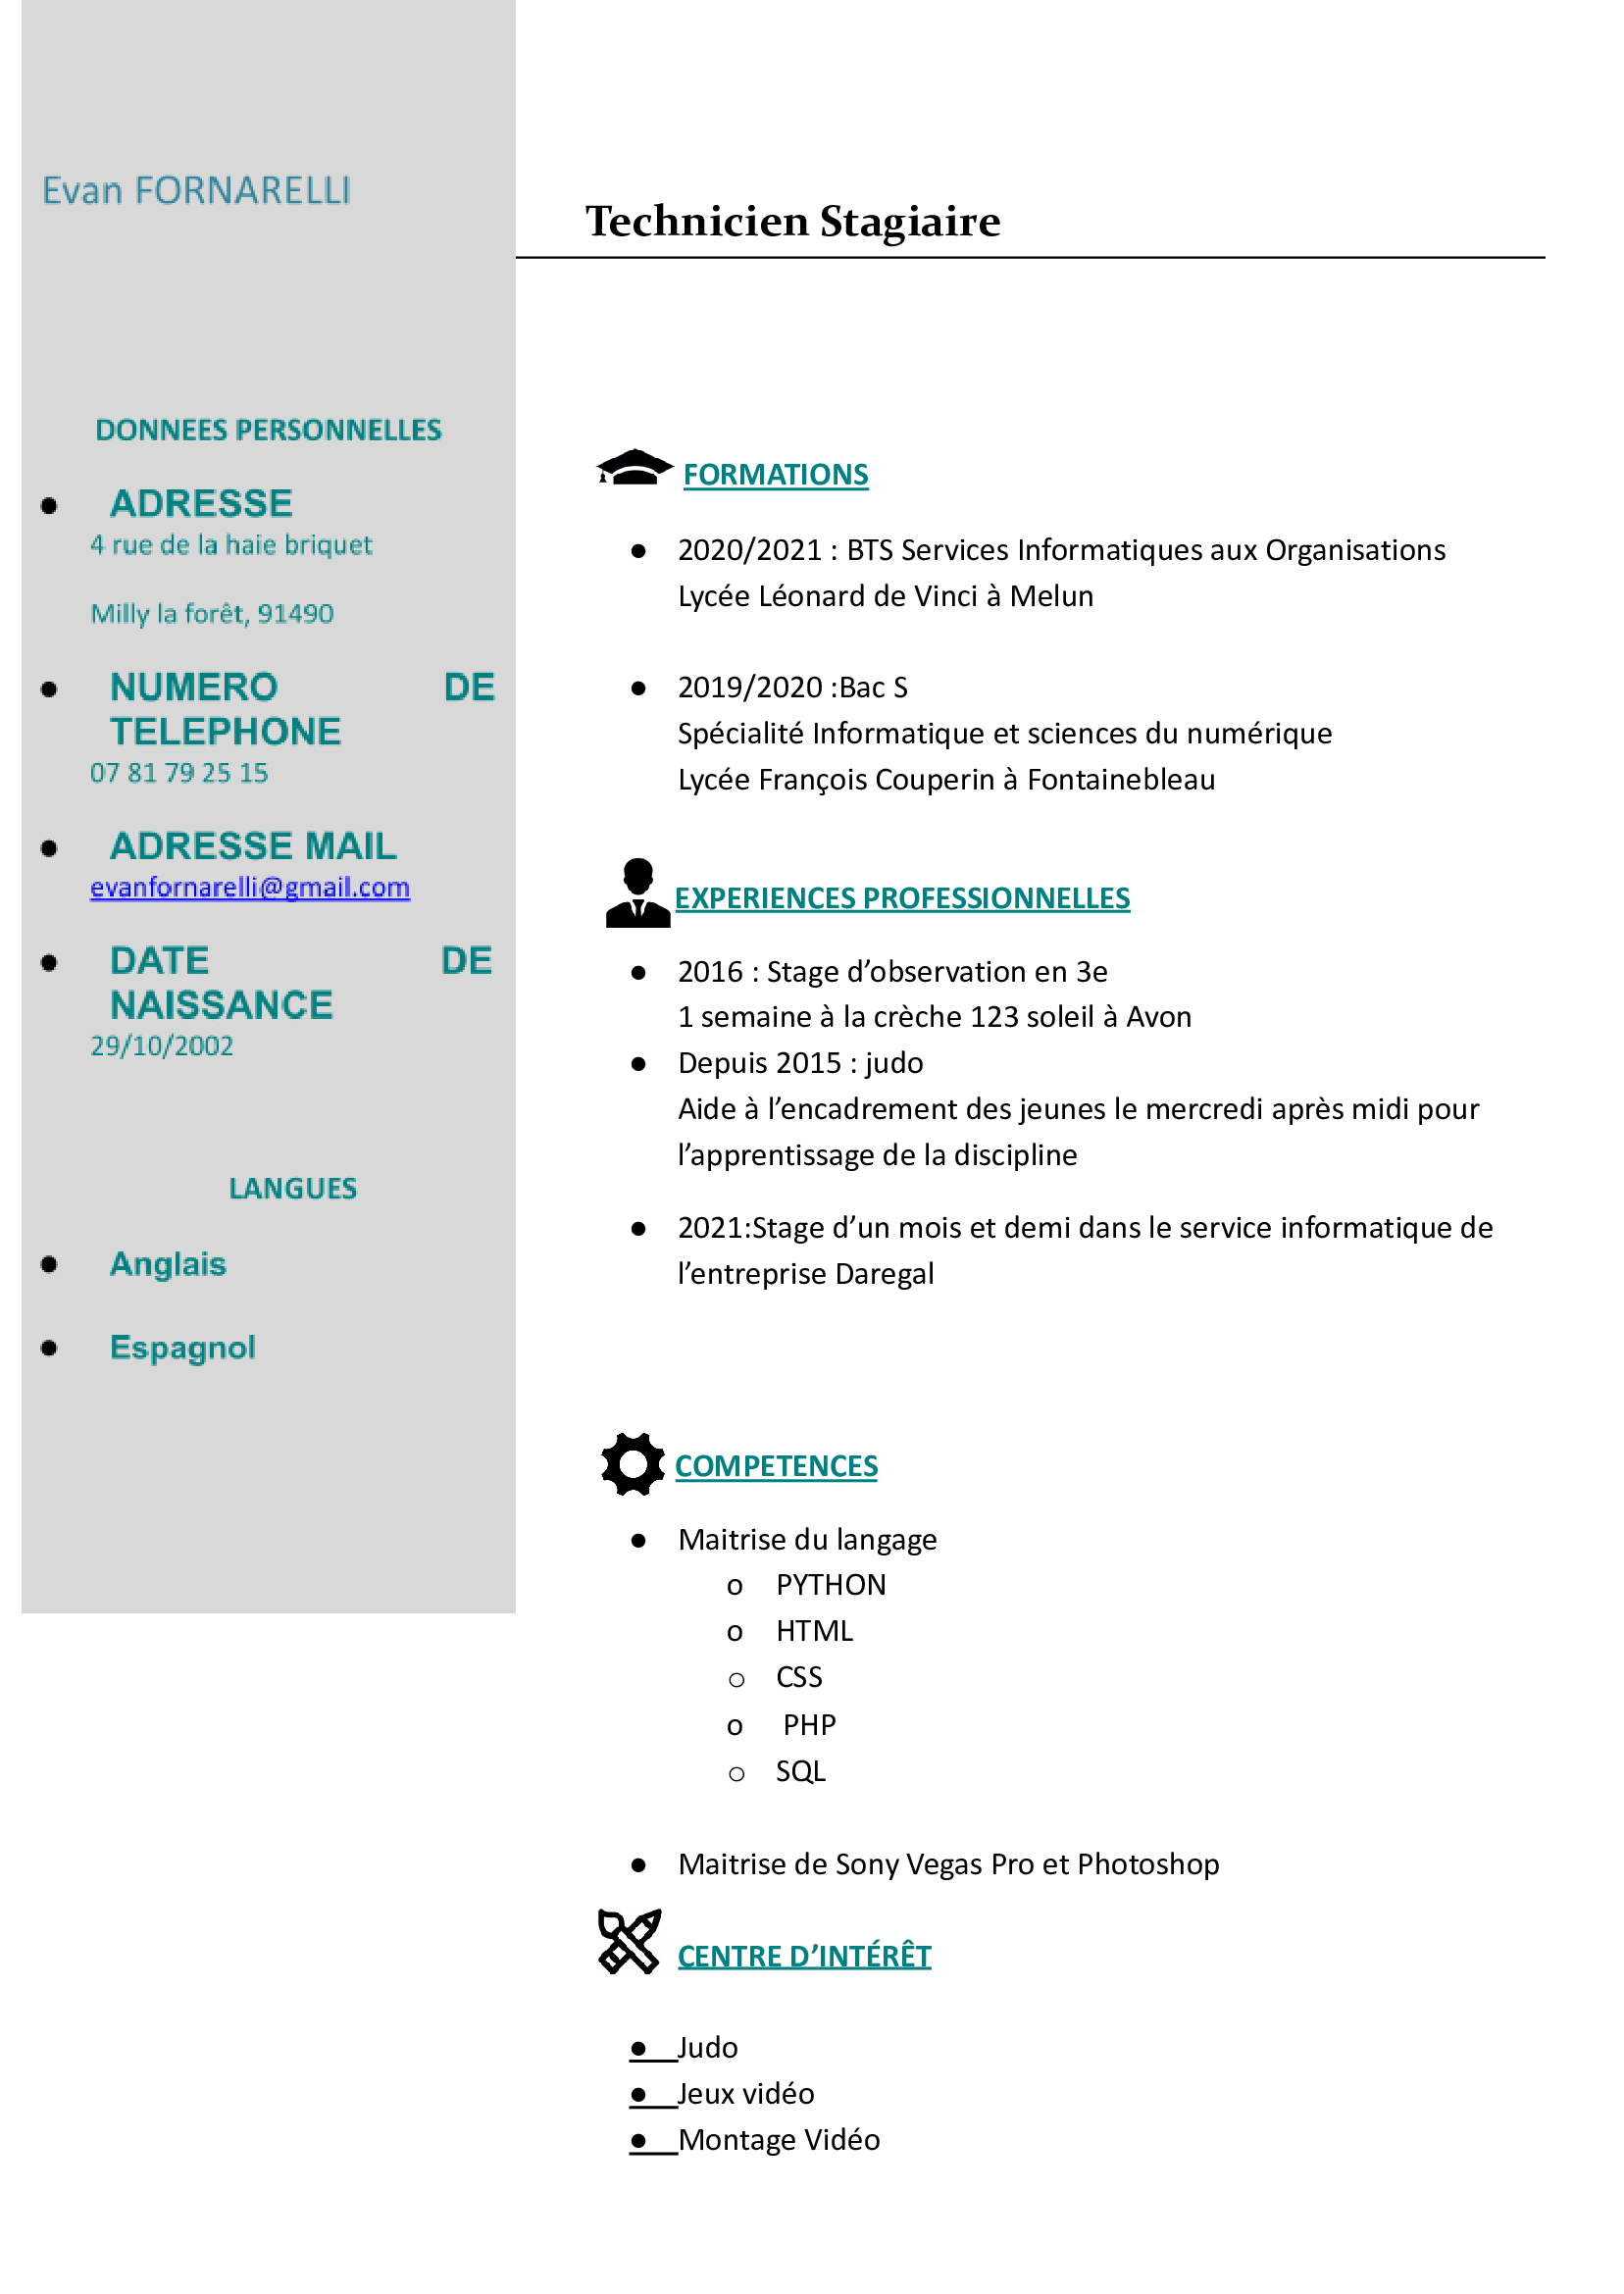 Evan FORNARELLI
DONNEES PERSONNELLES
● ADRESSE
4 rue de la haie briquet
Milly la forêt, 91490
● NUMERO DE
TELEPHONE
07 81 79 25 15
● ADRESSE MAIL
evanfornarelli@gmail.com
● DATE DE
NAISSANCE
29/10/2002
LANGUES
● Anglais
● Espagnol
Technicien Stagiaire
FORMATIONS
● 2020/2021 : BTS Services Informatiques aux Organisations
Lycée Léonard de Vinci à Melun
● 2019/2020 :Bac S
Spécialité Informatique et sciences du numérique
Lycée François Couperin à Fontainebleau
EXPERIENCES PROFESSIONNELLES
● 2016 : Stage d’observation en 3e
1 semaine à la crèche 123 soleil à Avon
● Depuis 2015 : judo
Aide à l’encadrement des jeunes le mercredi après midi pour
l’apprentissage de la discipline
● 2021:Stage d’un mois et demi dans le service informatique de
l’entreprise Daregal
COMPETENCES
● Maitrise du langage
o PYTHON
o HTML
○ CSS
o PHP
○ SQL
● Maitrise de Sony Vegas Pro et Photoshop
CENTRE D’INTÉRÊT
● Judo
● Jeux vidéo
● Montage Vidéo